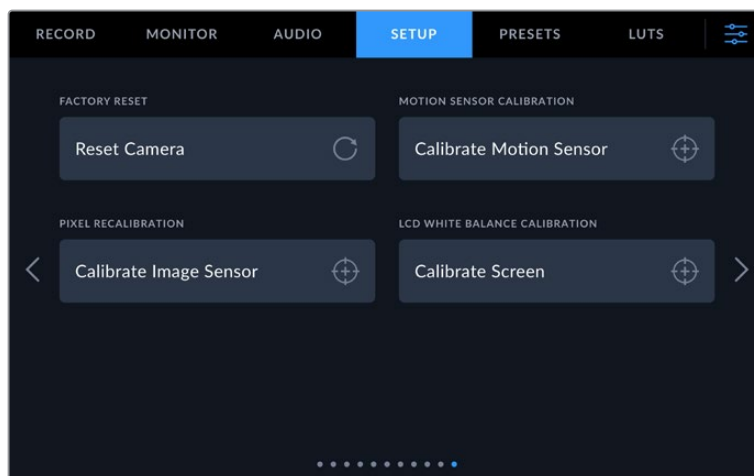 RECORD MONITOR AUDIO SETUP PRESETS LUTS
FACTORY RESET MOTION SENSOR CALIBRATION
Reset Camera Calibrate Motion Sensor
PIXEL RECALIBRATION LCD WHITE BALANCE CALIBRATION
Calibrate Image Sensor Calibrate Screen